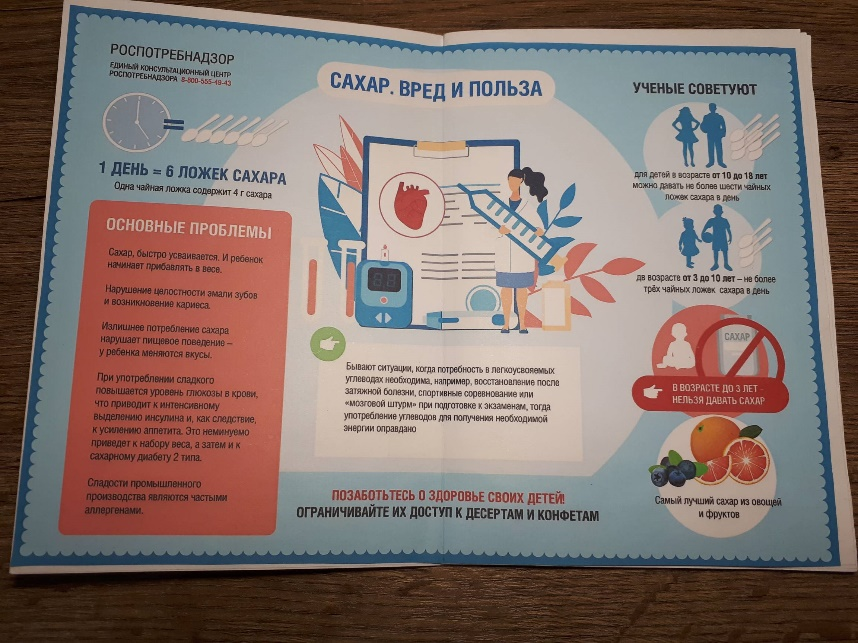 РОСПОТРЕБНАДЗОР
ЕДИНЫЙ КОНСУЛЬТАЦИОННЫЙ ЦЕНТР
РОСПОТРЕБНАДЗОРА 8-800-555-49-43
1 ДЕНЬ = 6 ЛОЖЕК САХАРА
Одна чайная ложка содержит 4 г сахара
ОСНОВНЫЕ ПРОБЛЕМЫ
Сахар, быстро усваивается. И ребенок
начинает прибавлять в весе.
Нарушение целостности эмали зубов
и возникновение кариеса.
Излишнее потребление сахара
нарушает пищевое поведение –
у ребенка меняются вкусы.
При употреблении сладкого
повышается уровень глюкозы в крови,
что приводит к интенсивному
выделению инсулина и, как следствие,
к усилению аппетита. Это неминуемо
приведет к набору веса, а затем и к
сахарному диабету 2 типа.
Сладости промышленного
производства являются частыми
аллергенами.
САХАР. ВРЕД И ПОЛЬЗА
8.8
Бывают ситуации, когда потребность в легкоусвояемых
углеводах необходима, например, восстановление после
затяжной болезни, спортивные соревнование или
«мозговой штурм» при подготовке к экзаменам, тогда
употребление углеводов для получения необходимой
энергии оправдано
ПОЗАБОТЬТЕСЬ О ЗДОРОВЬЕ СВОИХ ДЕТЕЙ!
ОГРАНИЧИВАЙТЕ ИХ ДОСТУП К ДЕСЕРТАМ И КОНФЕТАМ
УЧЕНЫЕ СОВЕТУЮТ
для детей в возрасте от 10 до 18 лет
можно давать не более шести чайных
ложек сахара в день
дв возрасте от 3 до 10 лет – не более
трёх чайных ложек сахара в день
САХАР
В ВОЗРАСТЕ ДО 3 ЛЕТ -
НЕЛЬЗЯ ДАВАТЬ САХАР
Самый лучший сахар из овощей
и фруктов